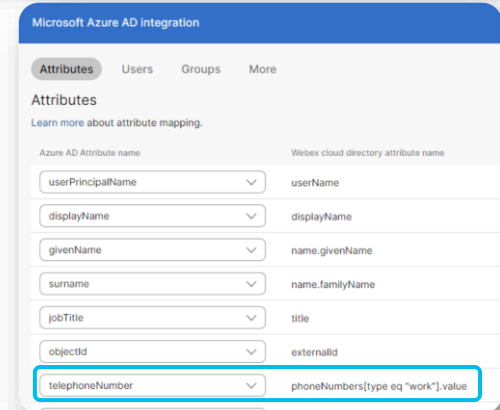 Microsoft Azure AD integration
Attributes Users Groups More
Attributes
Learn more about attribute mapping.
Azure AD Attribute name Webex cloud directory attribute name
userPrincipalName userName
displayName displayName
givenName name.givenName
surname name.familyName
jobTitle title
objectId externalId
telephoneNumber phoneNumbers[type eq "work"].value